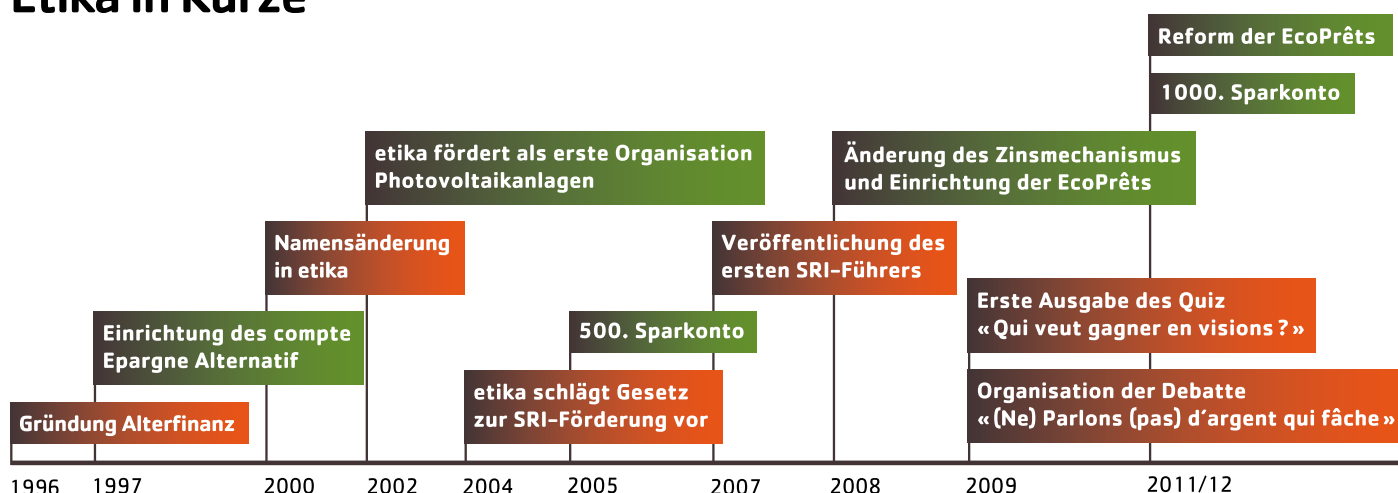 Etika in Kürze
Reform der EcoPrêts
1000. Sparkonto
etika fördert als erste Organisation
Photovoltaikanlagen
Änderung des Zinsmechanismus
und Einrichtung der EcoPrêts
Namensänderung
in etika
Veröffentlichung des
ersten SRI-Führers
Erste Ausgabe des Quiz
« Qui veut gagner en visions ? »
Einrichtung des compte
Epargne Alternatif
500. Sparkonto
etika schlägt Gesetz
zur SRI-Förderung vor
Organisation der Debatte
« (Ne) Parlons (pas) d´argent qui fâche »
Gründung Alterfinanz
1996 1997 2000 2002 2004 2005 2007 2008 2009 2011/12